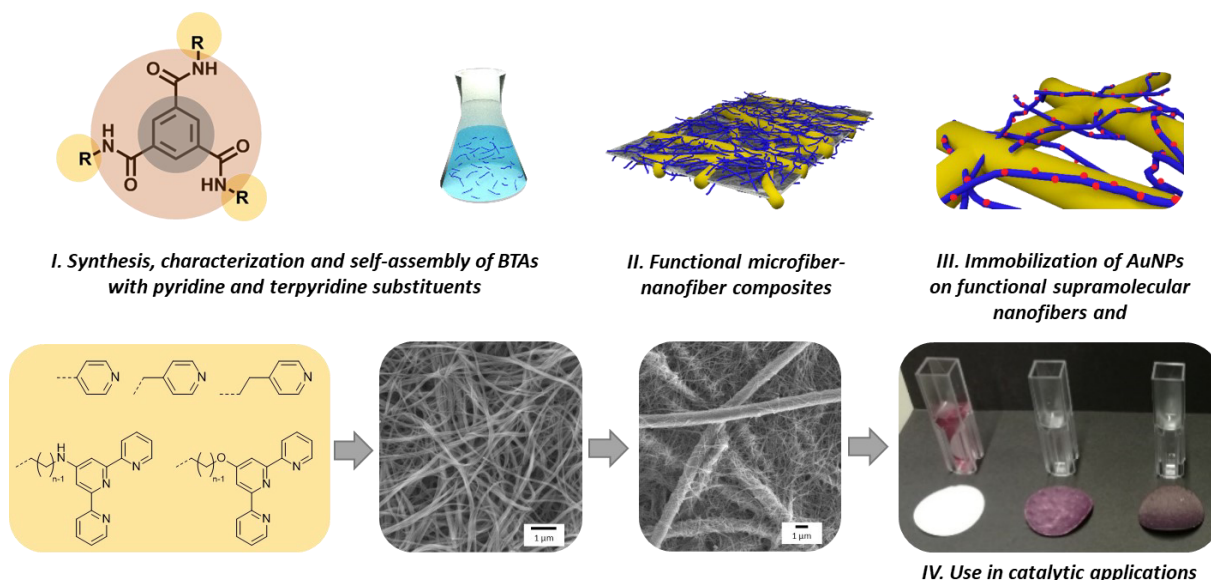 R
NH
O
O
R
N
H
O
NH
R
I. Synthesis, characterization and self-assembly of BTAs
with pyridine and terpyridine substituents
II. Functional microfiber-
nanofiber composites
III. Immobilization of AuNPs
on functional supramolecular
nanofibers and
N
N
N
H
N
n-1
N
N
N
O
n-1
N
N
N
1 µm
1 µm
IV. Use in catalytic applications